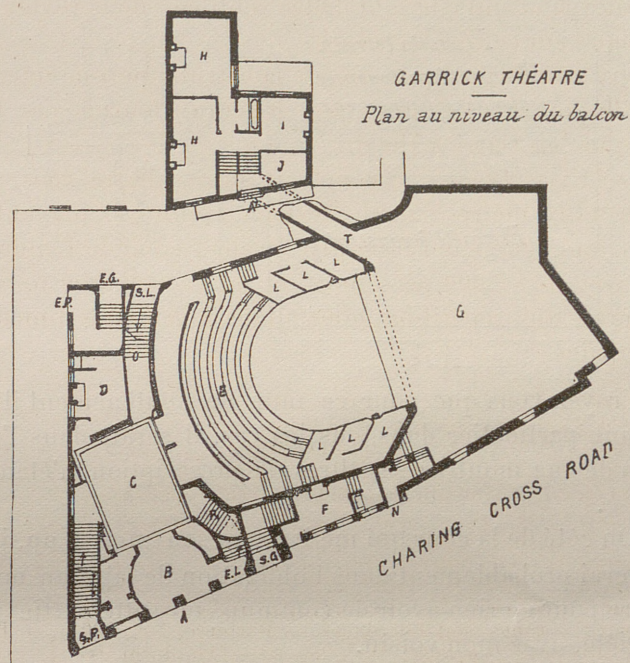 GARRICK THÉATRE
Plan au niveau du balcon
H
H
I
J
T
E.G.
S.L.
E.P.
L
L
L
L
G
O
D
E
C
L
L
L
F
N
B
E.L
S.G.
A
S.P.
CHARING CROSS ROAD